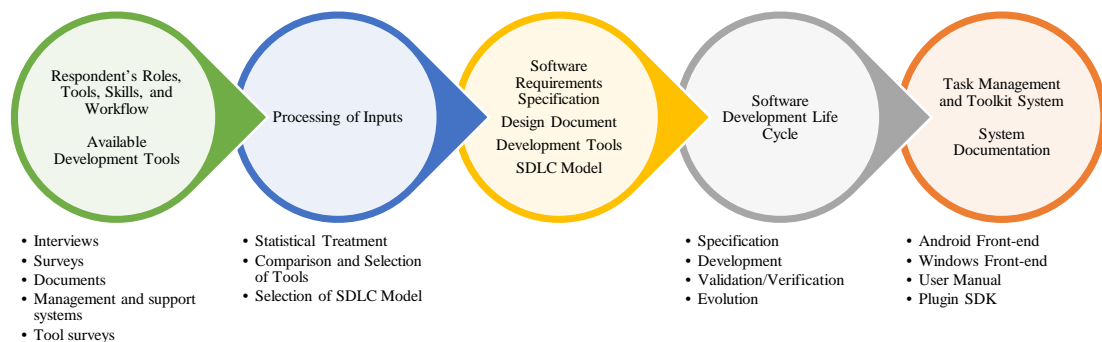 Respondent's Roles,
Tools, Skills, and
Workflow
Available
Development Tools
• Interviews
• Surveys
• Documents
• Management and support
systems
• Tool surveys
Processing of Inputs
• Statistical Treatment
• Comparison and Selection
of Tools
• Selection of SDLC Model
Software
Requirements
Specification
Design Document
Development Tools
SDLC Model
Software
Development Life
Cycle
• Specification
• Development
• Validation/Verification
• Evolution
Task Management
and Toolkit System
System
Documentation
• Android Front-end
• Windows Front-end
• User Manual
• Plugin SDK